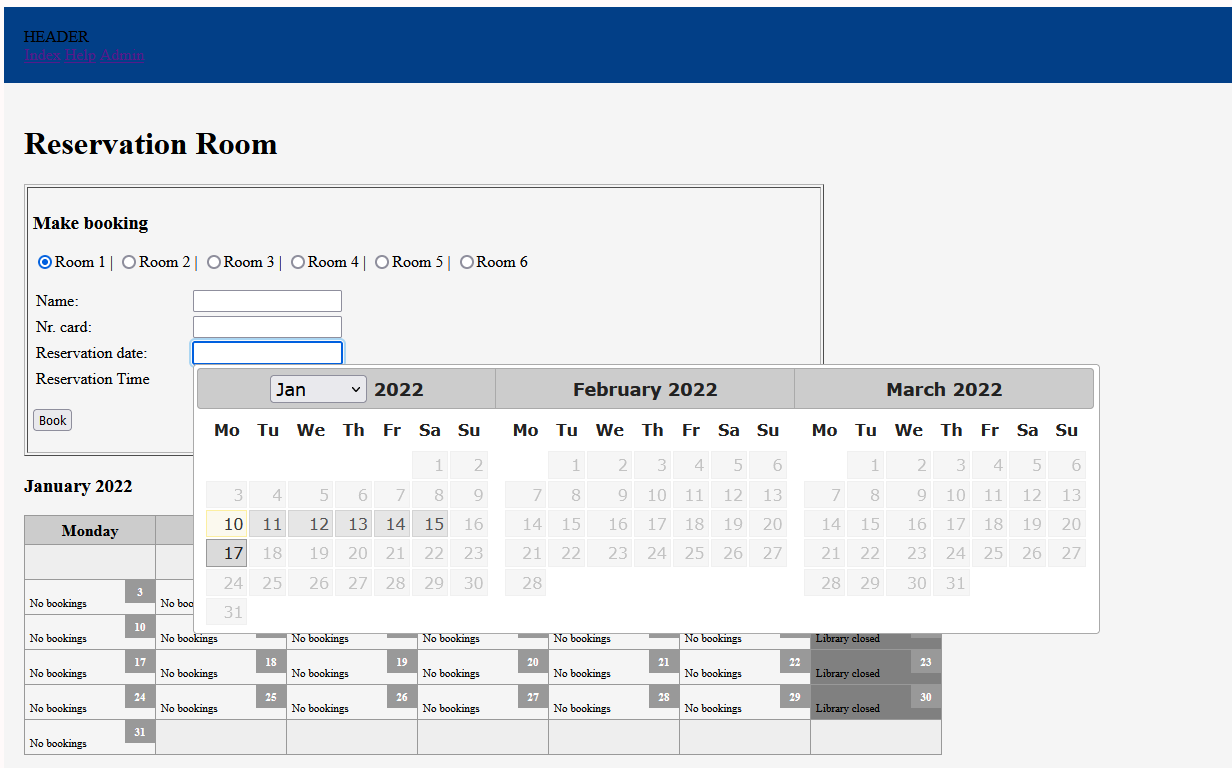 HEADER
Index Help Admin
Reservation Room
Make booking
Room 1 | Room 2 | Room 3 | Room 4 | Room 5 | Room 6
Name:
Nr. card:
Reservation date:
Reservation Time
Book
Jan 2022
Mo Tu We Th Fr Sa Su
1 2
3 4 5 6 7 8 9
10 11 12 13 14 15 16
17 18 19 20 21 22 23
24 25 26 27 28 29 30
31
February 2022
Mo Tu We Th Fr Sa Su
1 2 3 4 5 6
7 8 9 10 11 12 13
14 15 16 17 18 19 20
21 22 23 24 25 26 27
28
March 2022
Mo Tu We Th Fr Sa Su
1 2 3 4 5 6
7 8 9 10 11 12 13
14 15 16 17 18 19 20
21 22 23 24 25 26 27
28 29 30 31
January 2022
Monday
3
No bookings No boo
10
No bookings No bookings No bookings No bookings No bookings No bookings Library closed
17 18 19 20 21 22 23
No bookings No bookings No bookings No bookings No bookings No bookings Library closed
24 25 26 27 28 29 30
No bookings No bookings No bookings No bookings No bookings No bookings Library closed
31
No bookings